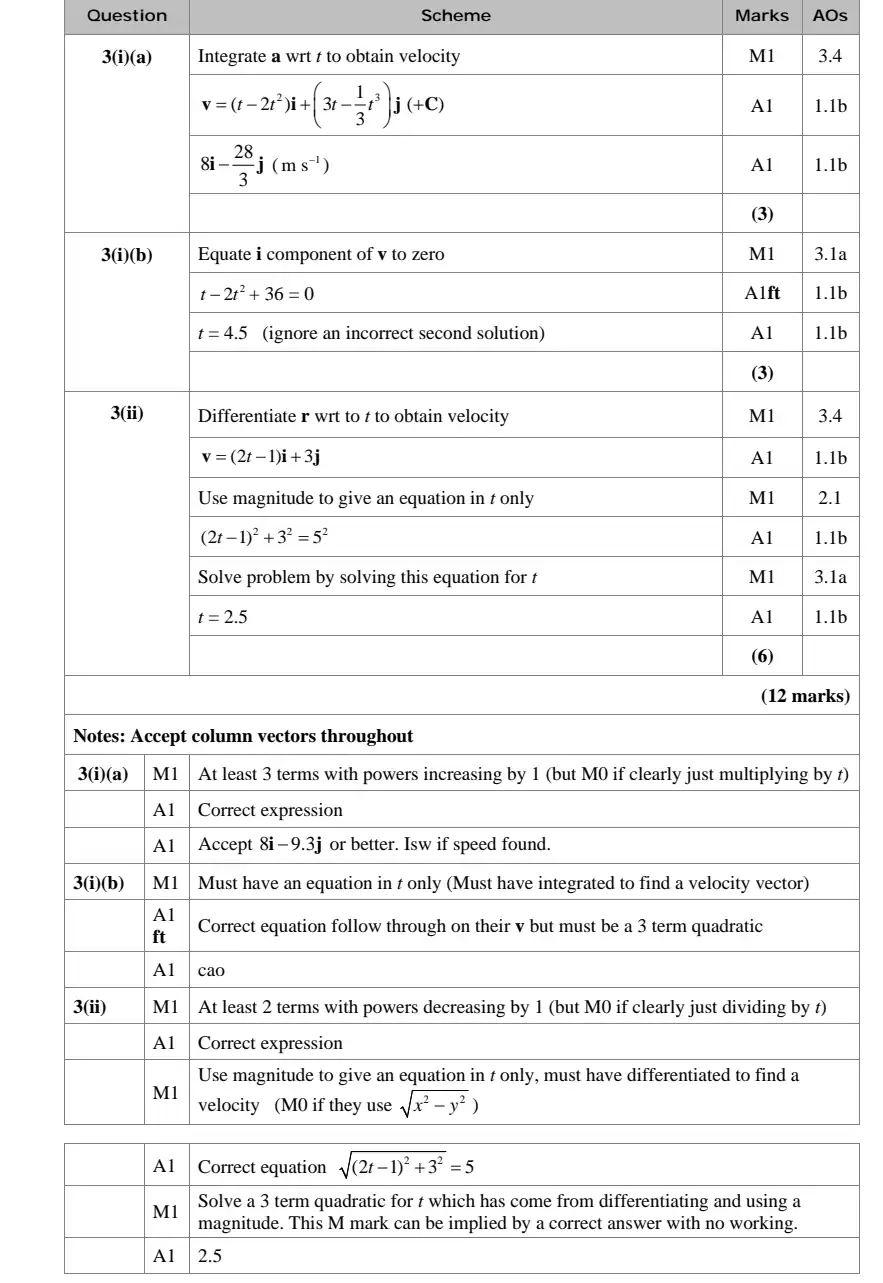 Question Scheme Marks AOs
3(i)(a) Integrate a wrt t to obtain velocity M1 3.4
v = (t − 2t²)i + (3t − 1/3 t³)j (+C) A1 1.1b
8i − 28/3 j (m s⁻¹) A1 1.1b
(3)
3(i)(b) Equate i component of v to zero M1 3.1a
t − 2t² + 36 = 0 A1ft 1.1b
t = 4.5 (ignore an incorrect second solution) A1 1.1b
(3)
3(ii) Differentiate r wrt to t to obtain velocity M1 3.4
v = (2t − 1)i + 3j A1 1.1b
Use magnitude to give an equation in t only M1 2.1
(2t − 1)² + 3² = 5² A1 1.1b
Solve problem by solving this equation for t M1 3.1a
t = 2.5 A1 1.1b
(6)
(12 marks)
Notes: Accept column vectors throughout
3(i)(a) M1 At least 3 terms with powers increasing by 1 (but M0 if clearly just multiplying by t)
A1 Correct expression
A1 Accept 8i − 9.3j or better. Isw if speed found.
3(i)(b) M1 Must have an equation in t only (Must have integrated to find a velocity vector)
A1
ft Correct equation follow through on their v but must be a 3 term quadratic
A1 cao
3(ii) M1 At least 2 terms with powers decreasing by 1 (but M0 if clearly just dividing by t)
A1 Correct expression
M1 Use magnitude to give an equation in t only, must have differentiated to find a
velocity (M0 if they use √(x² − y²) )
A1 Correct equation √((2t − 1)² + 3²) = 5
M1 Solve a 3 term quadratic for t which has come from differentiating and using a
magnitude. This M mark can be implied by a correct answer with no working.
A1 2.5